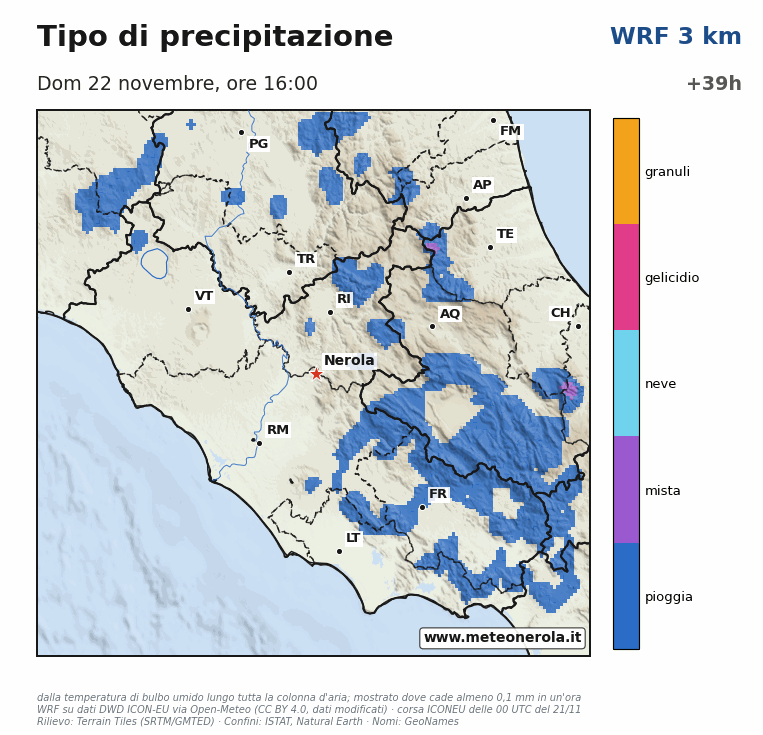 Tipo di precipitazione
WRF 3 km
Dom 22 novembre, ore 16:00
+39h
FM
PG
AP
TE
TR
VT
RI
AQ
CH
Nerola
RM
FR
LT
www.meteonerola.it
granuli
gelicidio
neve
mista
pioggia
dalla temperatura di bulbo umido lungo tutta la colonna d'aria; mostrato dove cade almeno 0,1 mm in un'ora
WRF su dati DWD ICON-EU via Open-Meteo (CC BY 4.0, dati modificati) · corsa ICONEU delle 00 UTC del 21/11
Rilievo: Terrain Tiles (SRTM/GMTED) · Confini: ISTAT, Natural Earth · Nomi: GeoNames